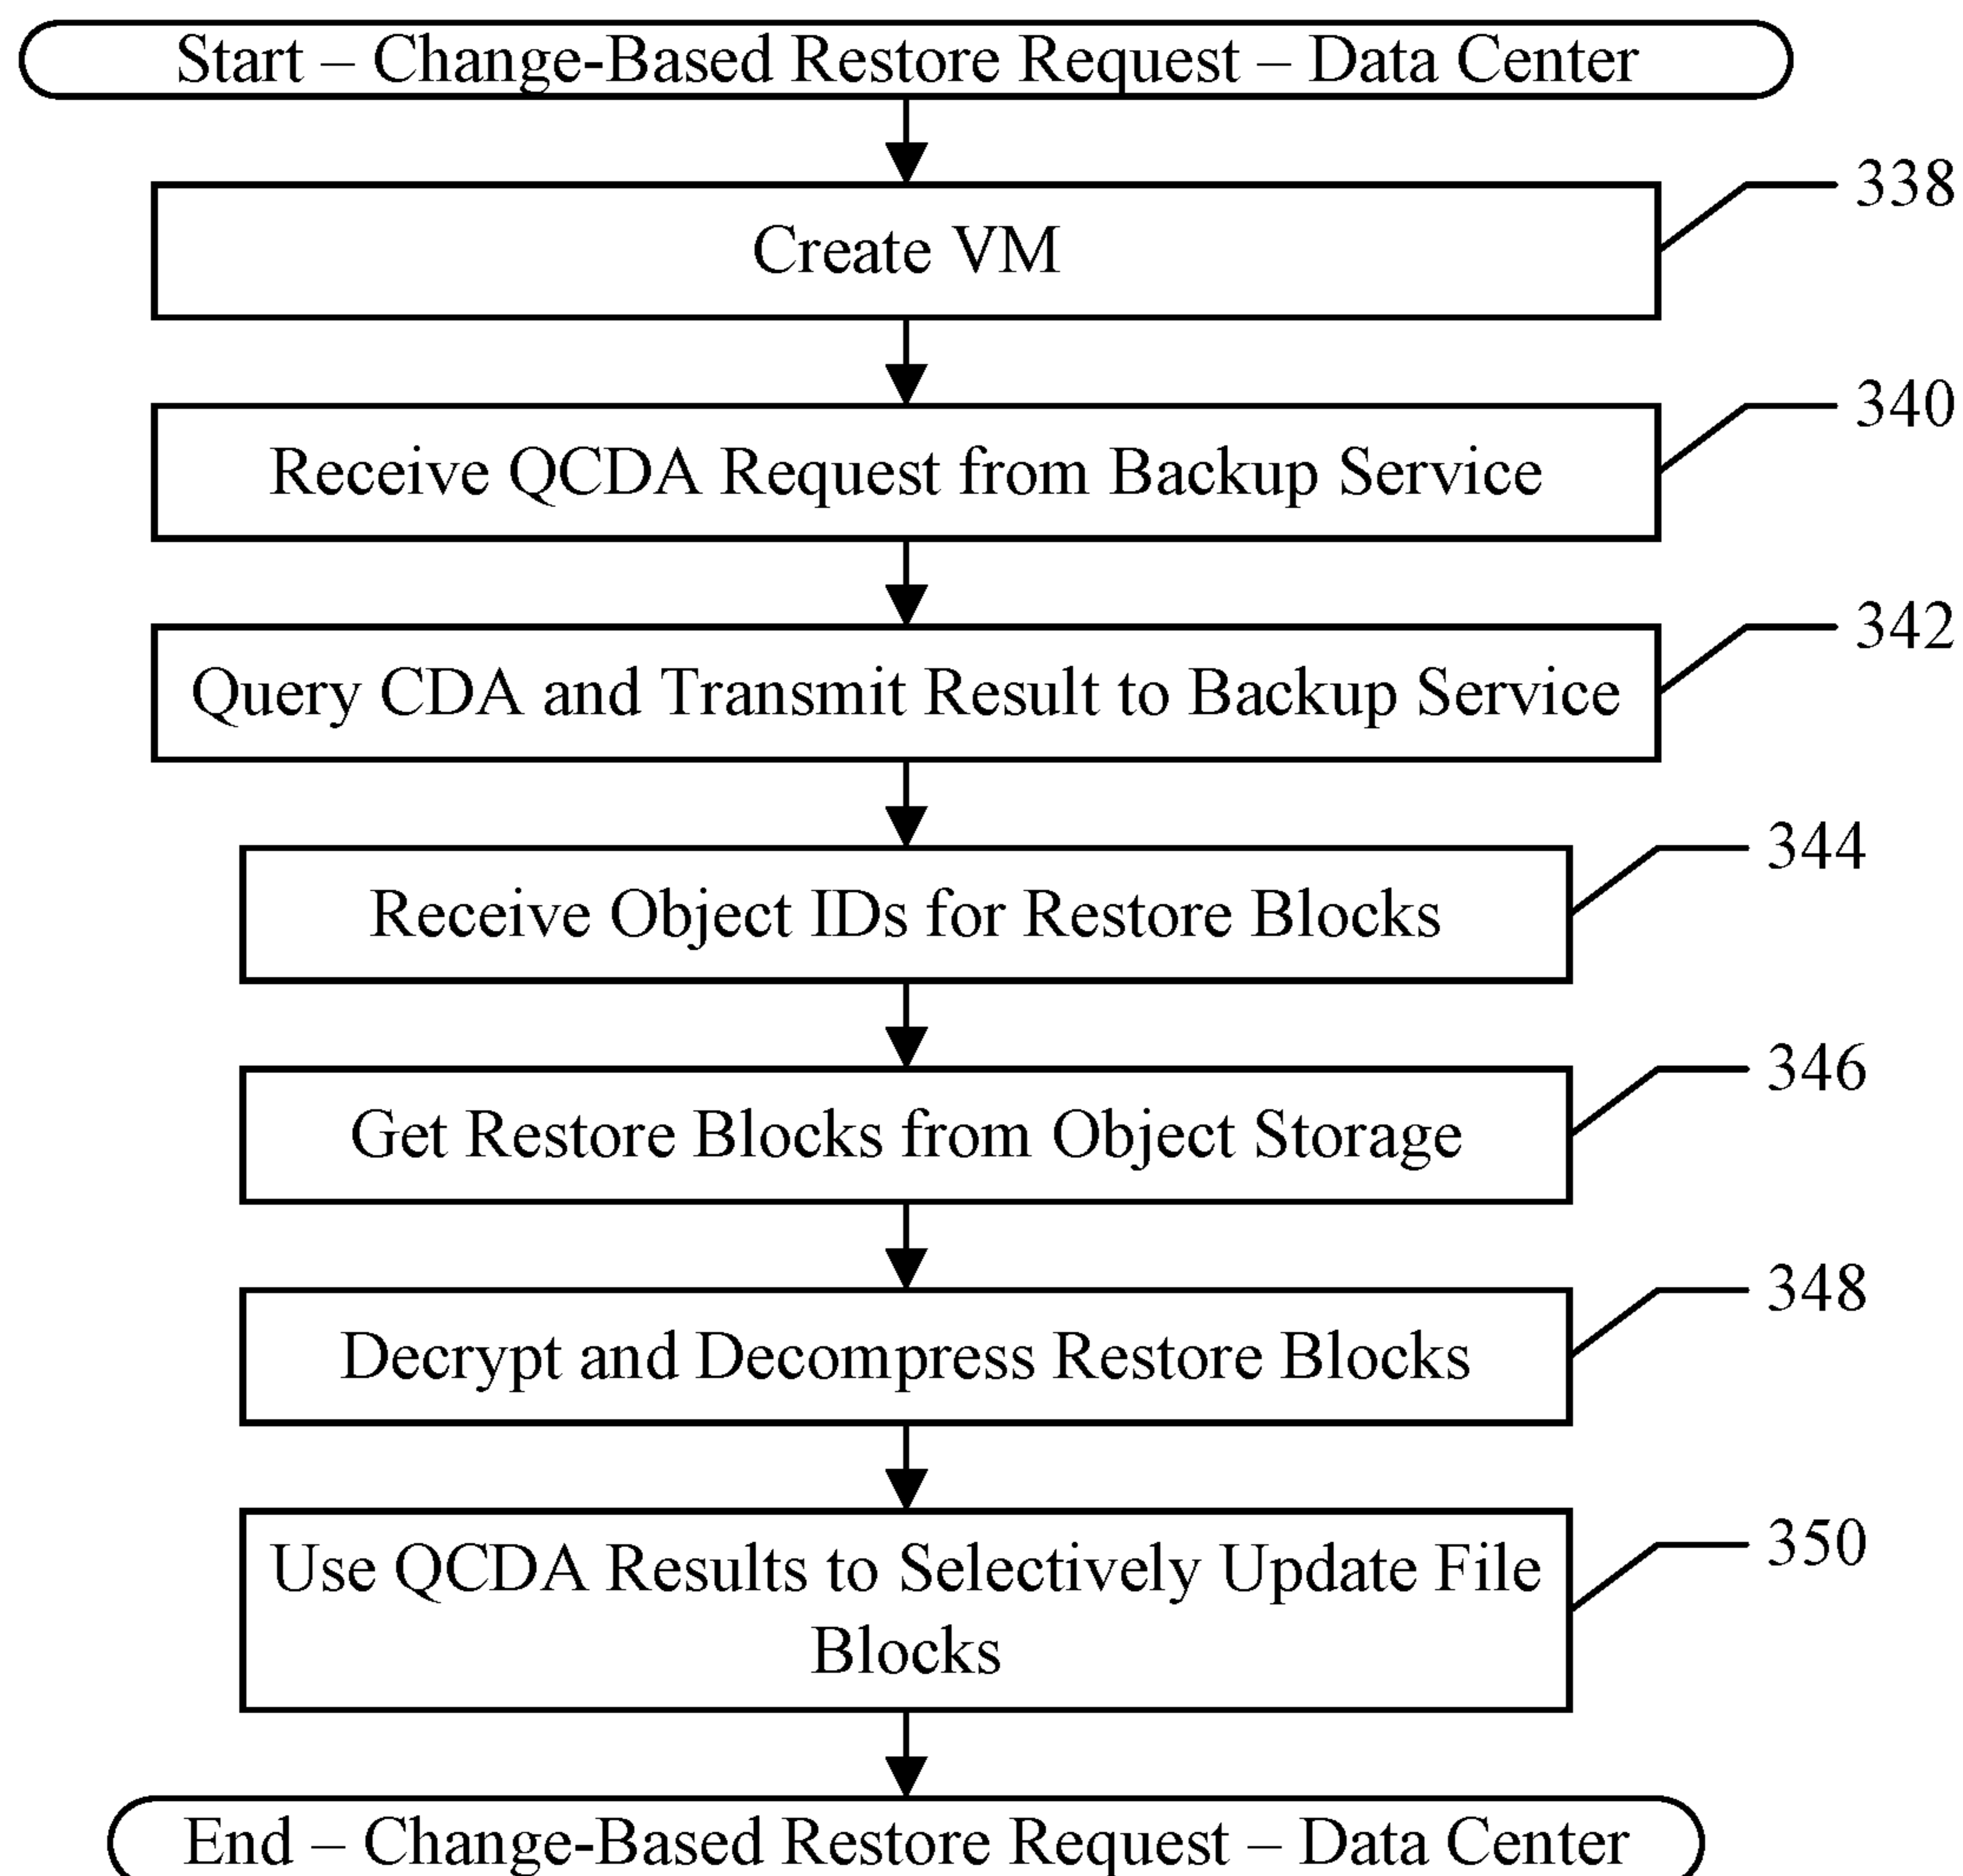 Start – Change-Based Restore Request – Data Center
338
Create VM
340
Receive QCDA Request from Backup Service
342
Query CDA and Transmit Result to Backup Service
344
Receive Object IDs for Restore Blocks
346
Get Restore Blocks from Object Storage
348
Decrypt and Decompress Restore Blocks
350
Use QCDA Results to Selectively Update File
Blocks
End – Change-Based Restore Request – Data Center